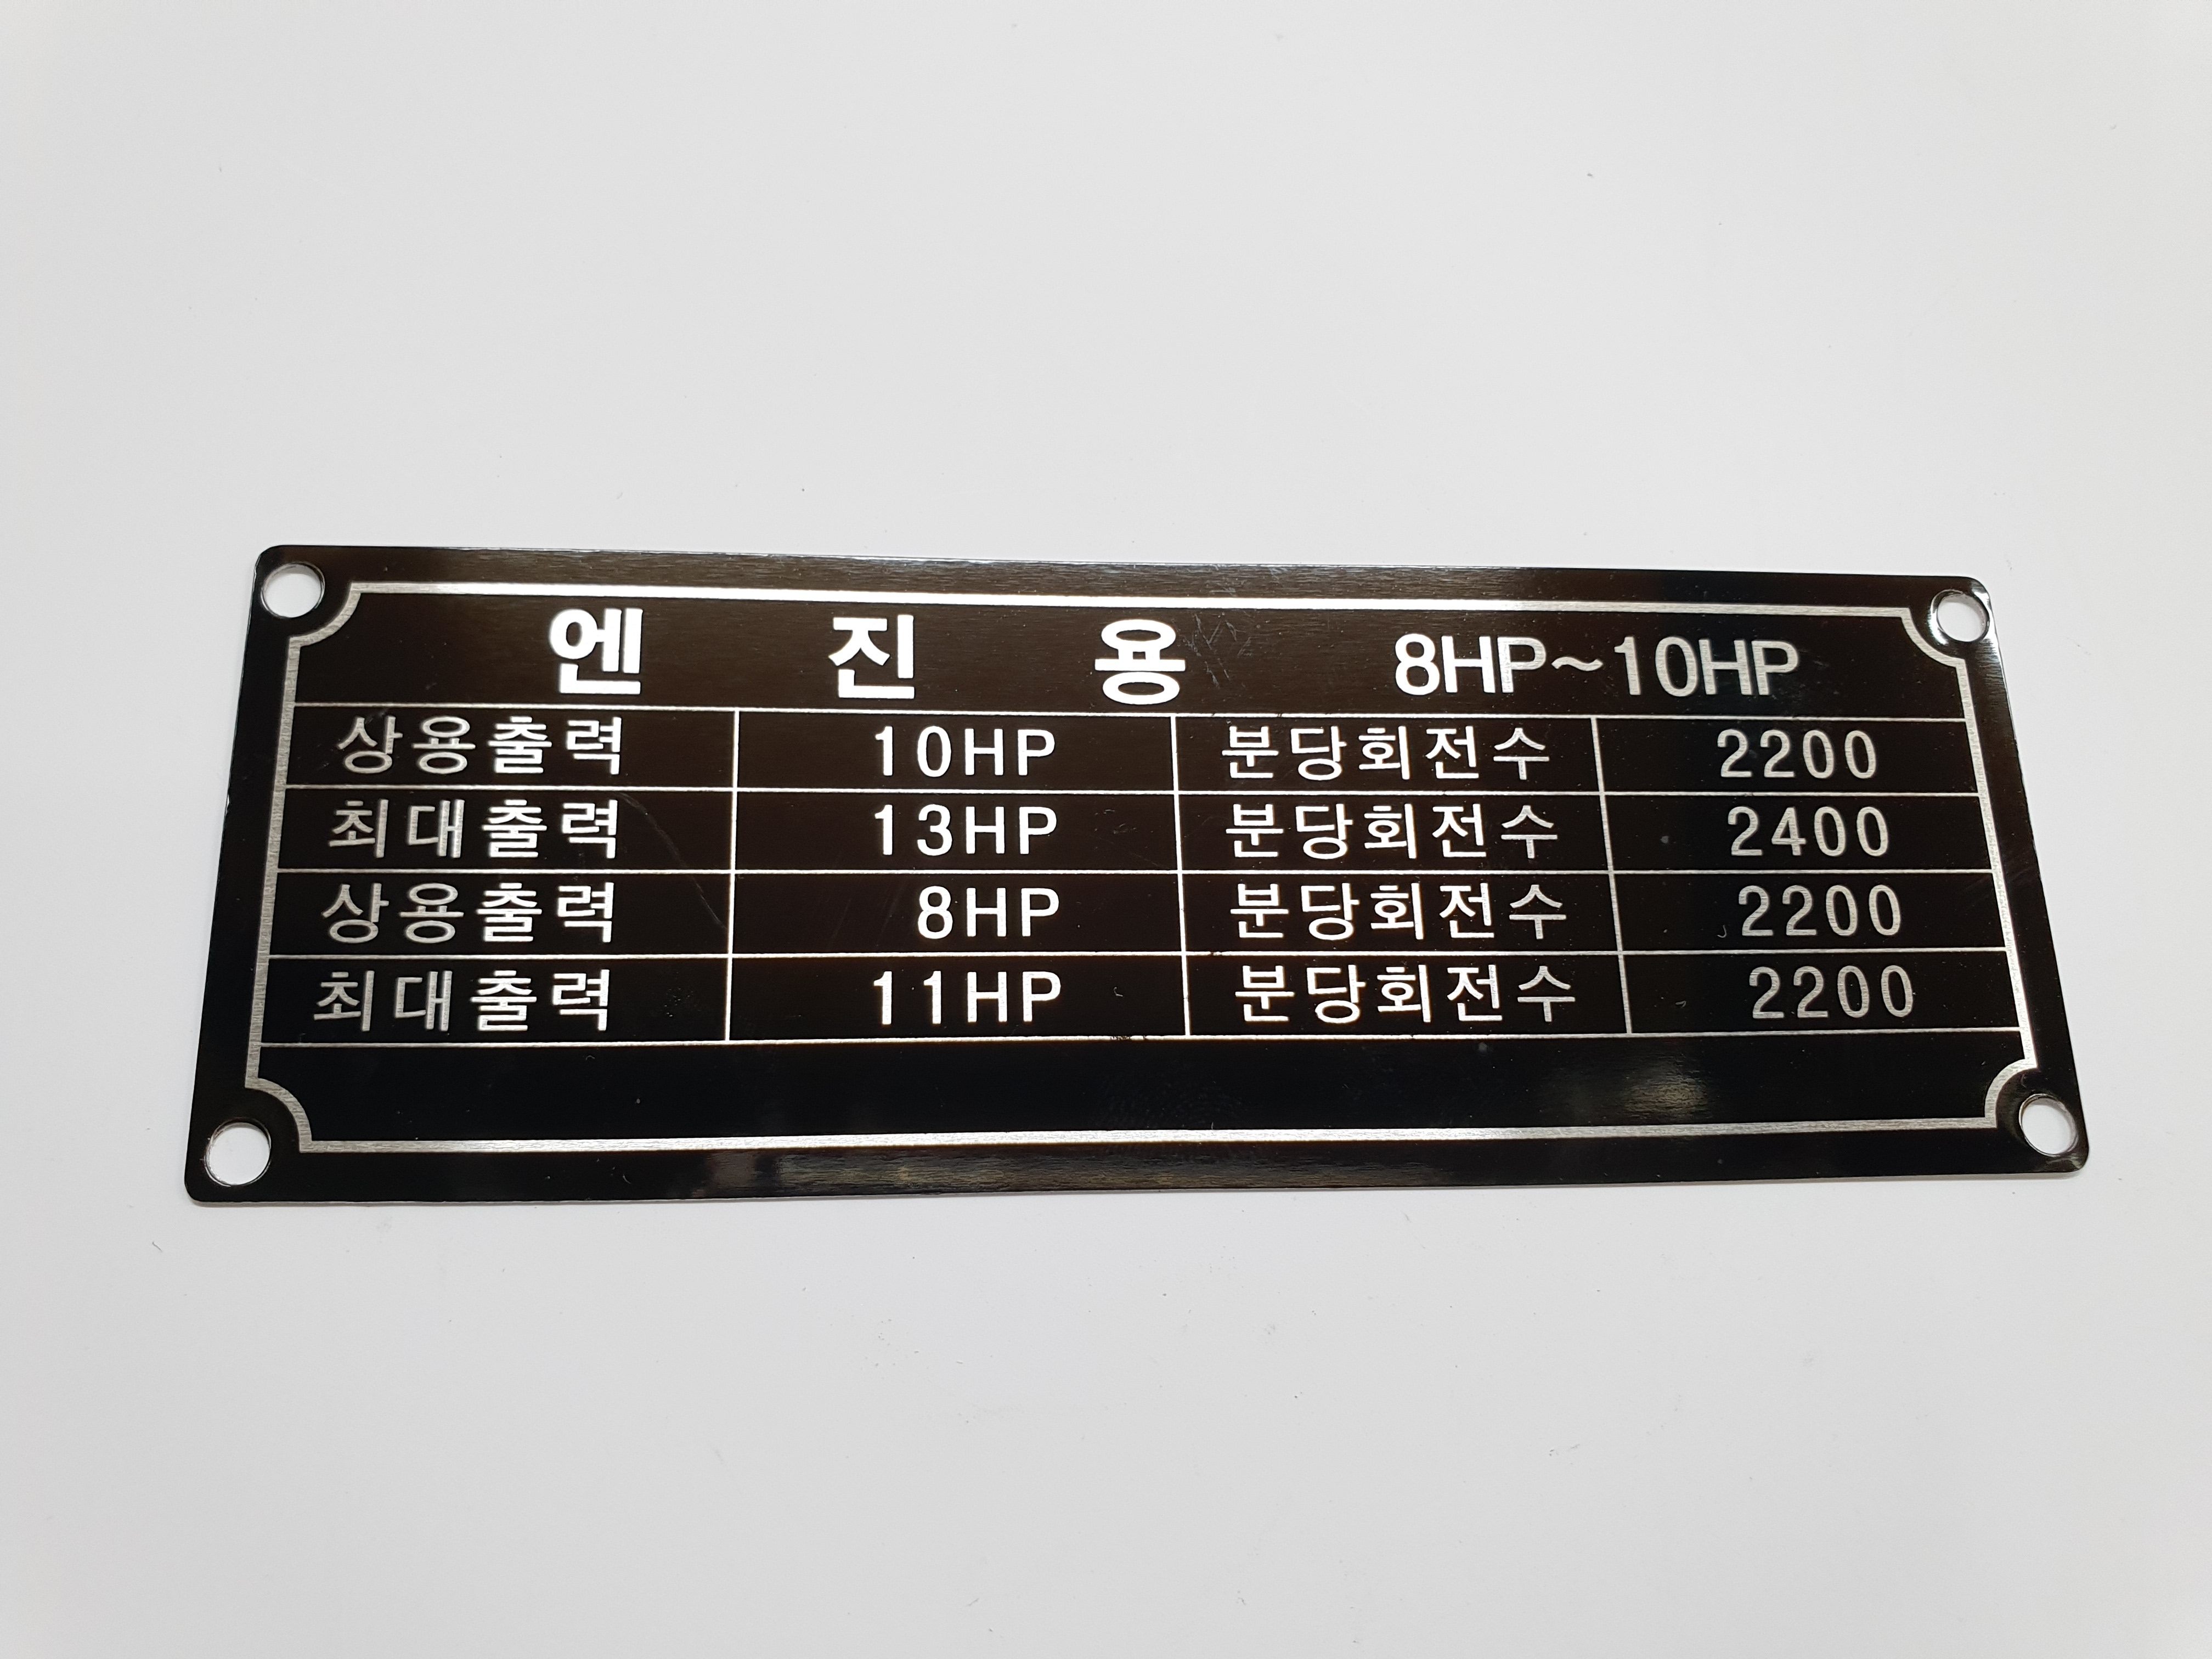 엔 진 용 8HP~10HP
상용출력 10HP 분당회전수 2200
최대출력 13HP 분당회전수 2400
상용출력 8HP 분당회전수 2200
최대출력 11HP 분당회전수 2200